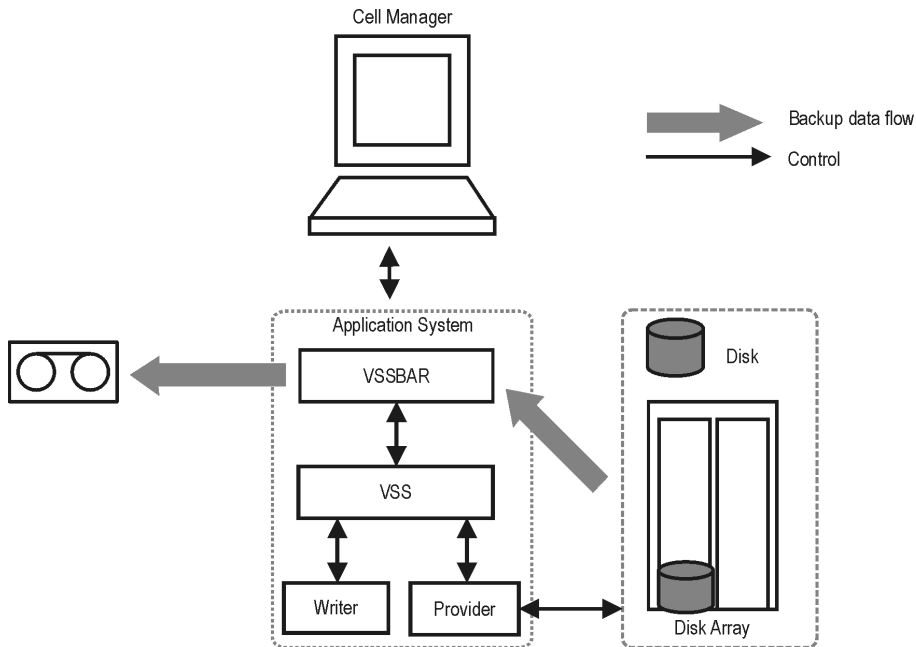 Cell Manager
Backup data flow
Control
Application System
VSSBAR
Disk
VSS
Writer
Provider
Disk Array